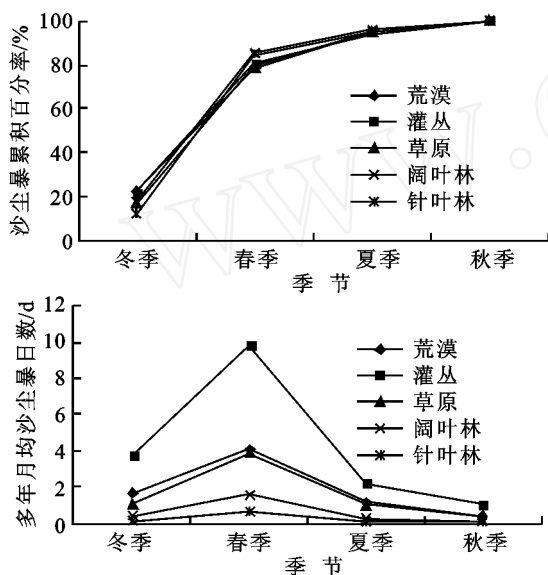 沙尘暴累积百分率/%
100
80
60
40
20
0
荒漠
灌丛
草原
阔叶林
针叶林
冬季 春季 夏季 秋季
季 节
多年月均沙尘暴日数/d
12
10
8
6
4
2
0
荒漠
灌丛
草原
阔叶林
针叶林
冬季 春季 夏季 秋季
季 节